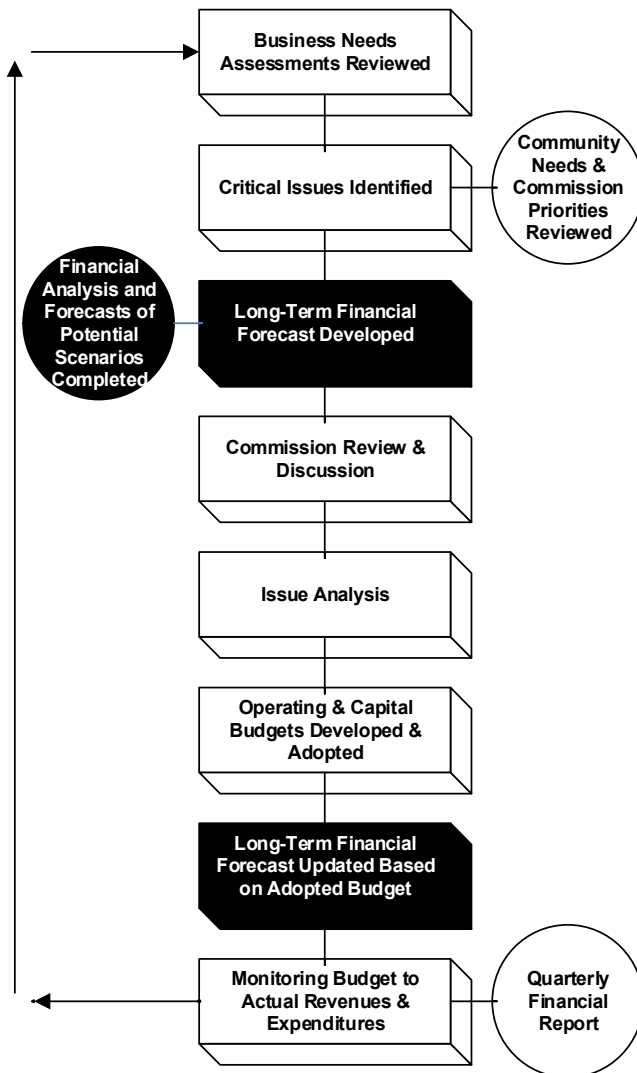 Business Needs
Assessments Reviewed
Critical Issues Identified
Community
Needs &
Commission
Priorities
Reviewed
Financial
Analysis and
Forecasts of
Potential
Scenarios
Completed
Long-Term Financial
Forecast Developed
Commission Review &
Discussion
Issue Analysis
Operating & Capital
Budgets Developed &
Adopted
Long-Term Financial
Forecast Updated Based
on Adopted Budget
Monitoring Budget to
Actual Revenues &
Expenditures
Quarterly
Financial
Report